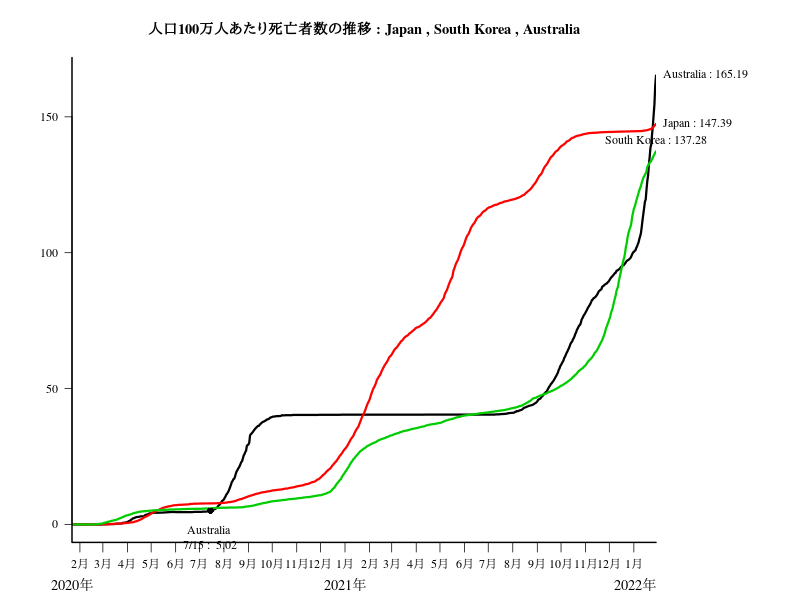 人口100万人あたり死亡者数の推移 : Japan , South Korea , Australia
Australia : 165.19
150
Japan : 147.39
South Korea : 137.28
100
50
0
Australia
7/15 : 5.02
2月 3月 4月 5月 6月 7月 8月 9月 10月 11月 12月 1月 2月 3月 4月 5月 6月 7月 8月 9月 10月 11月 12月 1月
2020年 2021年 2022年